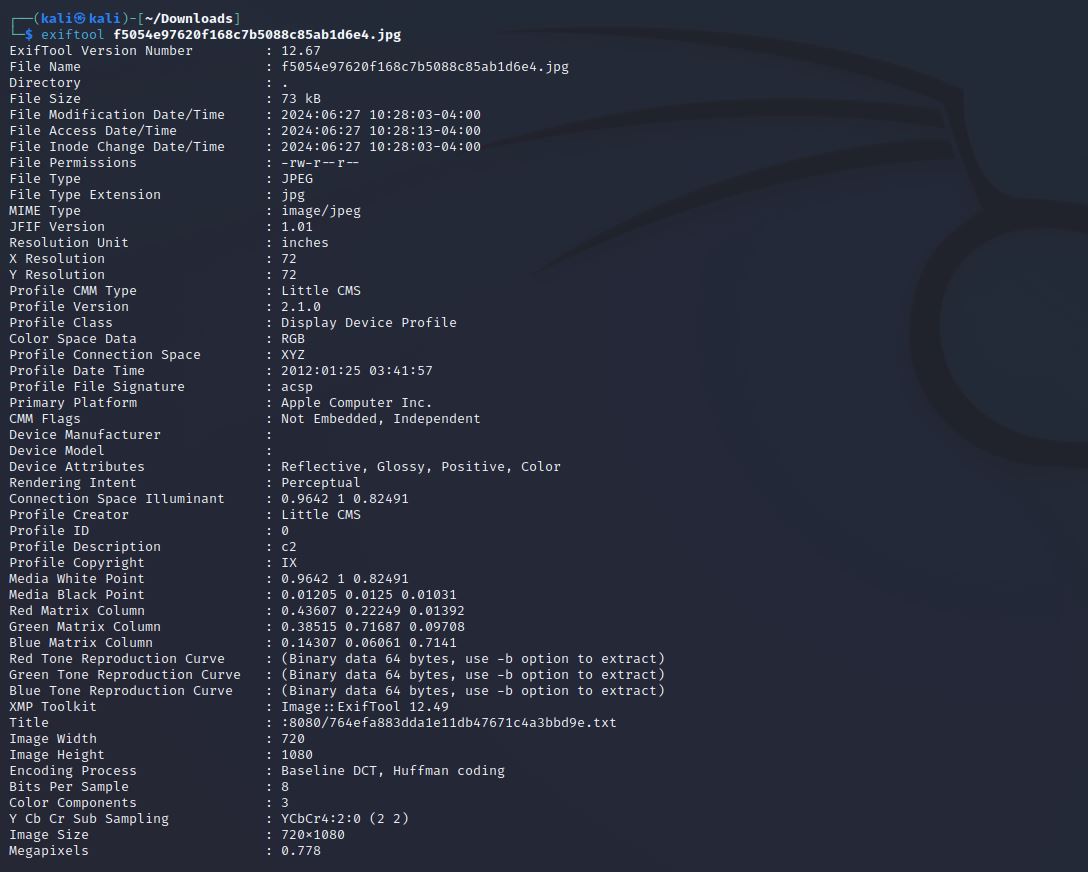 ┌──(kali㉿kali)-[~/Downloads]
└─$ exiftool f5054e97620f168c7b5088c85ab1d6e4.jpg
ExifTool Version Number         : 12.67
File Name                       : f5054e97620f168c7b5088c85ab1d6e4.jpg
Directory                       : .
File Size                       : 73 kB
File Modification Date/Time     : 2024:06:27 10:28:03-04:00
File Access Date/Time           : 2024:06:27 10:28:13-04:00
File Inode Change Date/Time     : 2024:06:27 10:28:03-04:00
File Permissions                : -rw-r--r--
File Type                       : JPEG
File Type Extension             : jpg
MIME Type                       : image/jpeg
JFIF Version                    : 1.01
Resolution Unit                 : inches
X Resolution                    : 72
Y Resolution                    : 72
Profile CMM Type                : Little CMS
Profile Version                 : 2.1.0
Profile Class                   : Display Device Profile
Color Space Data                : RGB
Profile Connection Space        : XYZ
Profile Date Time               : 2012:01:25 03:41:57
Profile File Signature          : acsp
Primary Platform                : Apple Computer Inc.
CMM Flags                       : Not Embedded, Independent
Device Manufacturer             :
Device Model                    :
Device Attributes               : Reflective, Glossy, Positive, Color
Rendering Intent                : Perceptual
Connection Space Illuminant     : 0.9642 1 0.82491
Profile Creator                 : Little CMS
Profile ID                      : 0
Profile Description             : c2
Profile Copyright               : IX
Media White Point               : 0.9642 1 0.82491
Media Black Point               : 0.01205 0.0125 0.01031
Red Matrix Column               : 0.43607 0.22249 0.01392
Green Matrix Column             : 0.38515 0.71687 0.09708
Blue Matrix Column              : 0.14307 0.06061 0.7141
Red Tone Reproduction Curve     : (Binary data 64 bytes, use -b option to extract)
Green Tone Reproduction Curve   : (Binary data 64 bytes, use -b option to extract)
Blue Tone Reproduction Curve    : (Binary data 64 bytes, use -b option to extract)
XMP Toolkit                     : Image::ExifTool 12.49
Title                           : :8080/764efa883dda1e11db47671c4a3bbd9e.txt
Image Width                     : 720
Image Height                    : 1080
Encoding Process                : Baseline DCT, Huffman coding
Bits Per Sample                 : 8
Color Components                : 3
Y Cb Cr Sub Sampling            : YCbCr4:2:0 (2 2)
Image Size                      : 720×1080
Megapixels                      : 0.778